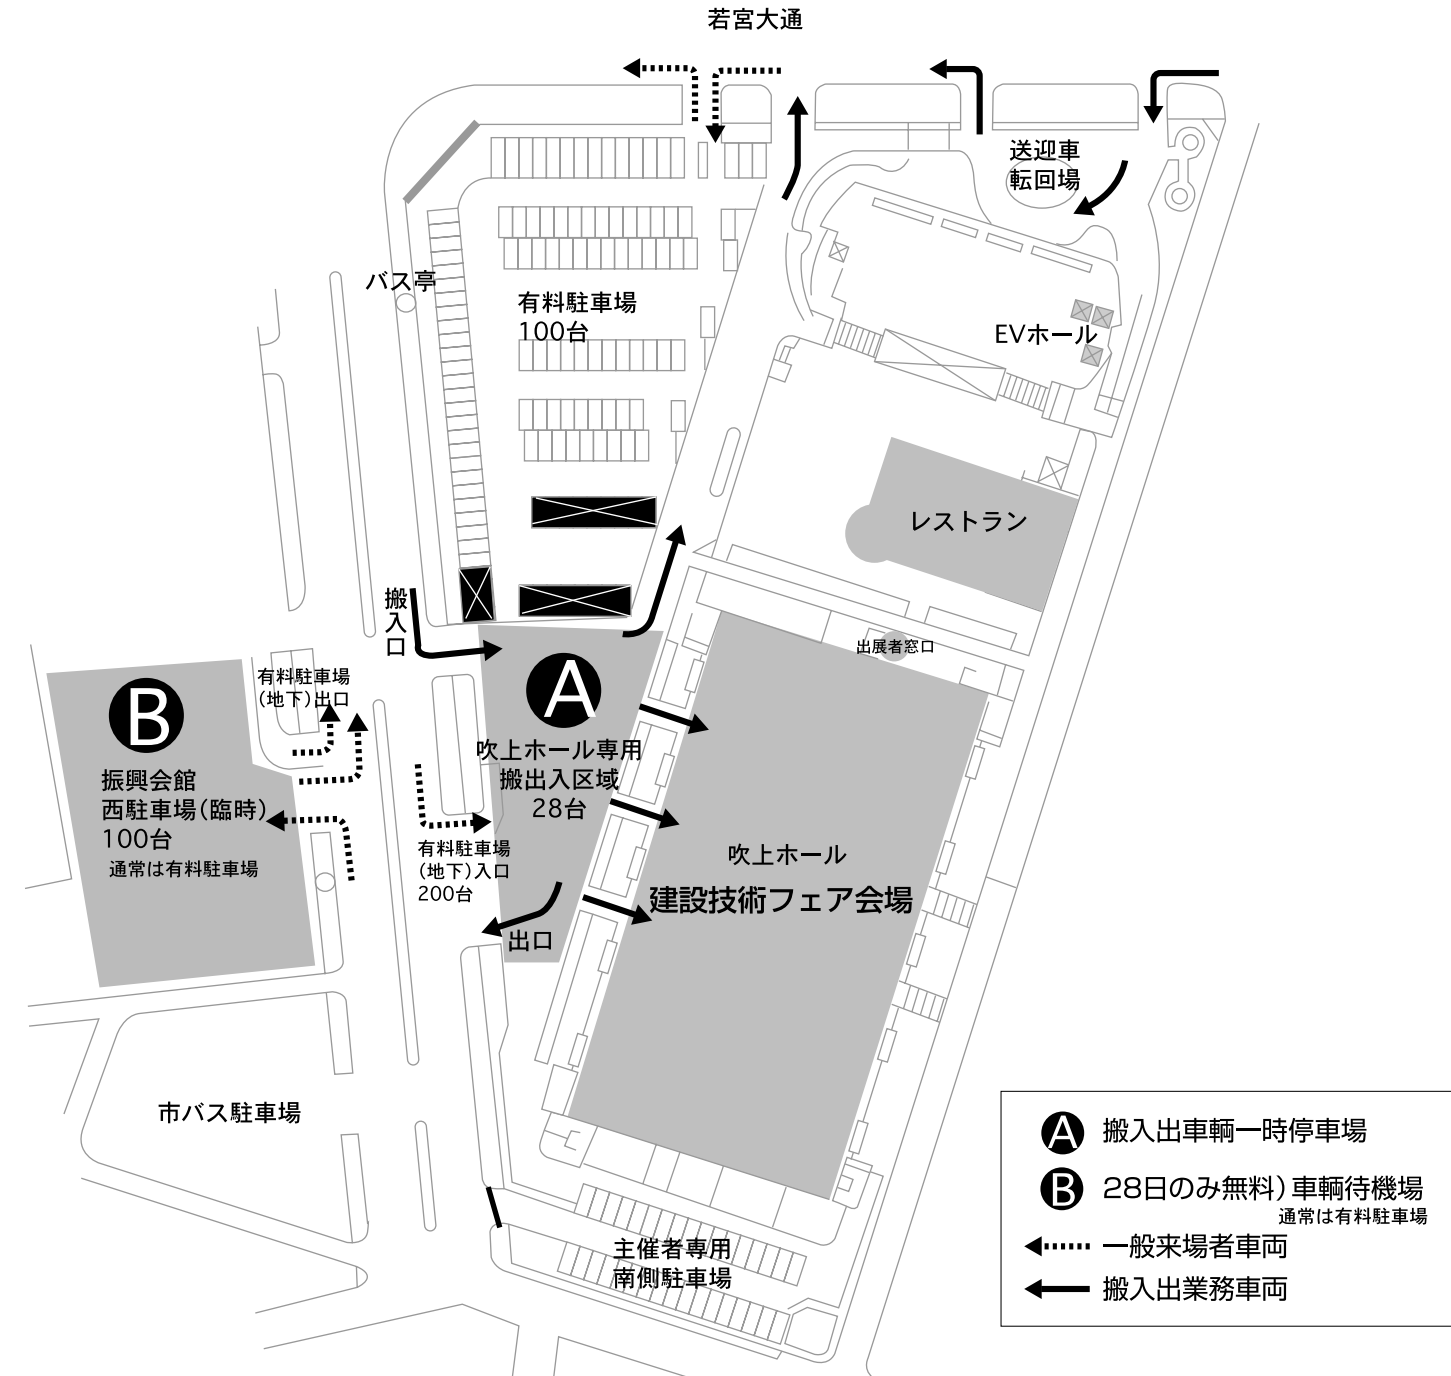 若宮大通
送迎車
転回場
バス亭
有料駐車場
100台
EVホール
レストラン
搬入口
出展者窓口
有料駐車場
（地下）出口
A
B
吹上ホール専用
搬出入区域
28台
振興会館
西駐車場（臨時）
100台
通常は有料駐車場
有料駐車場
（地下）入口
200台
吹上ホール
建設技術フェア会場
出口
市バス駐車場
主催者専用
南側駐車場
A 搬入出車輌一時停車場
B 28日のみ無料）車輌待機場
通常は有料駐車場
一般来場者車両
搬入出業務車両